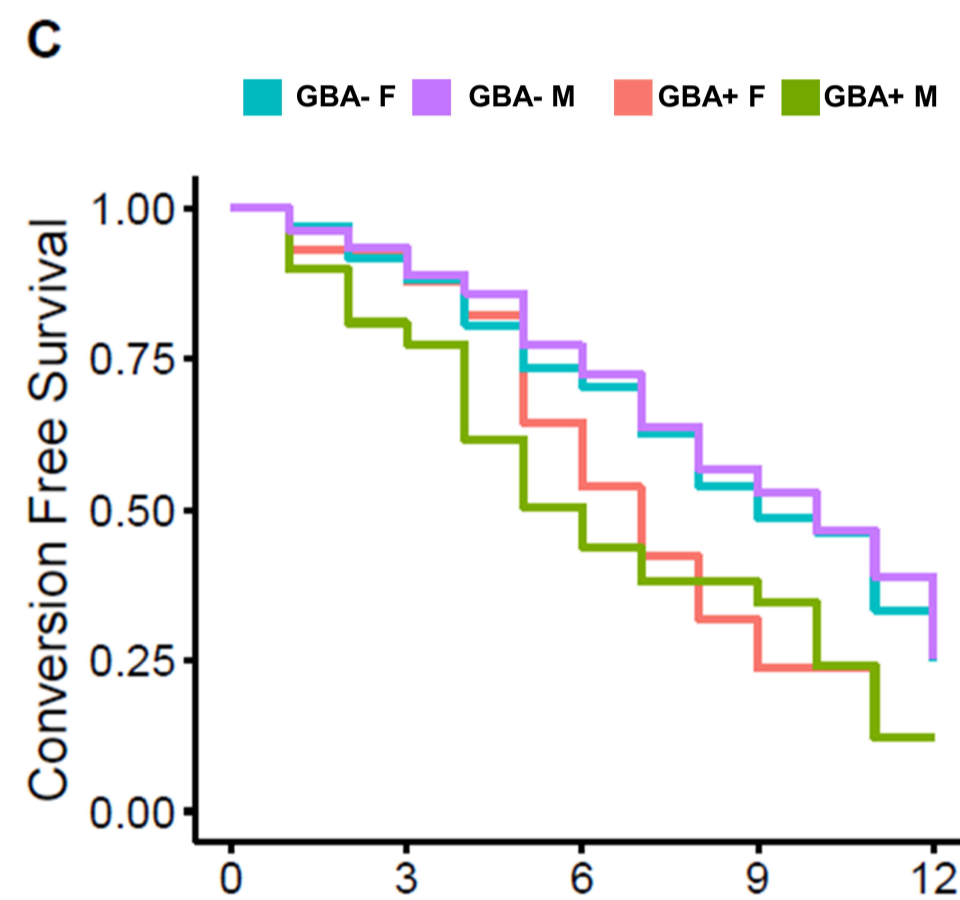 C
GBA- F GBA- M GBA+ F GBA+ M
Conversion Free Survival
1.00
0.75
0.50
0.25
0.00
0 3 6 9 12